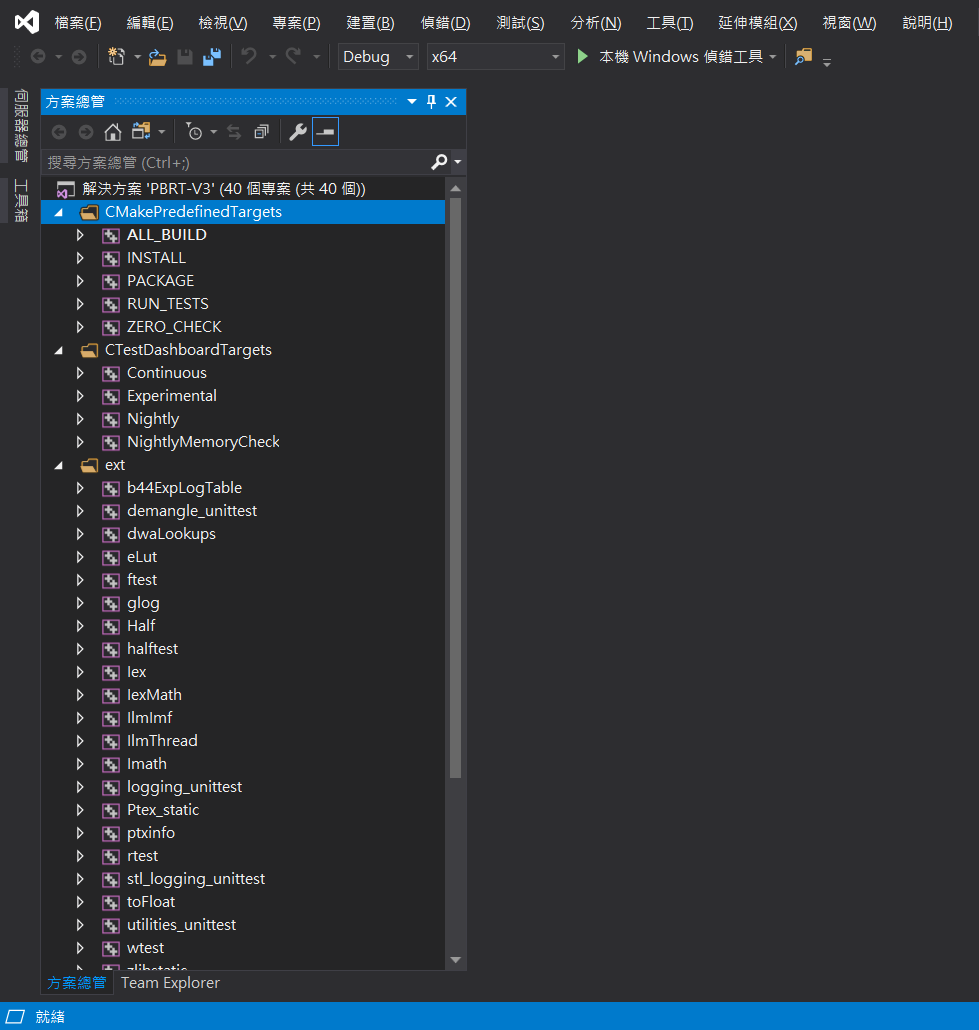 檔案(F) 編輯(E) 檢視(V) 專案(P) 建置(B) 偵錯(D) 測試(S) 分析(N) 工具(T) 延伸模組(X) 視窗(W) 說明(H)
Debug x64 本機 Windows 偵錯工具
伺服器總管
工具箱
方案總管
搜尋方案總管 (Ctrl+;)
解決方案 'PBRT-V3' (40 個專案 (共 40 個))
CMakePredefinedTargets
ALL_BUILD
INSTALL
PACKAGE
RUN_TESTS
ZERO_CHECK
CTestDashboardTargets
Continuous
Experimental
Nightly
NightlyMemoryCheck
ext
b44ExpLogTable
demangle_unittest
dwaLookups
eLut
ftest
glog
Half
halftest
Iex
IexMath
IlmImf
IlmThread
Imath
logging_unittest
Ptex_static
ptxinfo
rtest
stl_logging_unittest
toFloat
utilities_unittest
wtest
zlibstatic
方案總管 Team Explorer
就緒